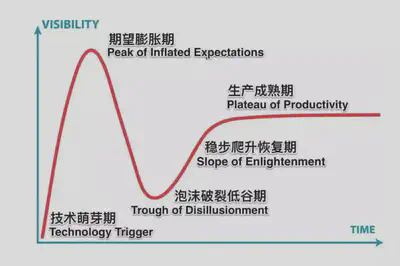 VISIBILITY
期望膨胀期
Peak of Inflated Expectations
生产成熟期
Plateau of Productivity
稳步爬升恢复期
Slope of Enlightenment
泡沫破裂低谷期
Trough of Disillusionment
技术萌芽期
Technology Trigger
TIME